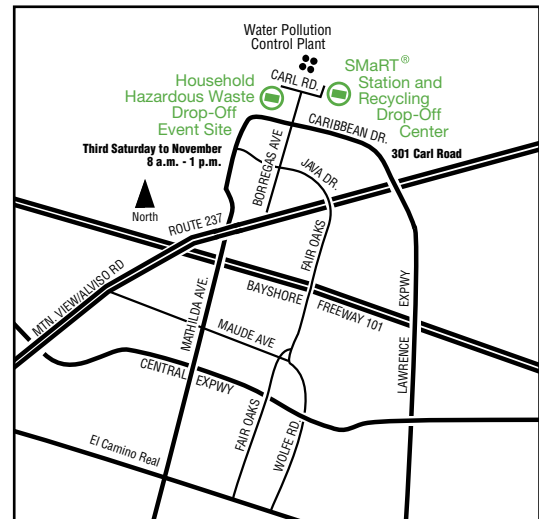 Water Pollution
Control Plant
CARL RD.
Household
Hazardous Waste
Drop-Off
Event Site
SMaRT®
Station and
Recycling
Drop-Off
Center
Third Saturday to November
8 a.m. - 1 p.m.
301 Carl Road
CARIBBEAN DR.
BORREGAS AVE
JAVA DR.
North
ROUTE 237
FAIR OAKS
MTN. VIEW/ALVISO RD
MATHILDA AVE.
BAYSHORE FREEWAY 101
LAWRENCE EXPWY
MAUDE AVE
CENTRAL EXPWY
FAIR OAKS
WOLFE RD.
El Camino Real